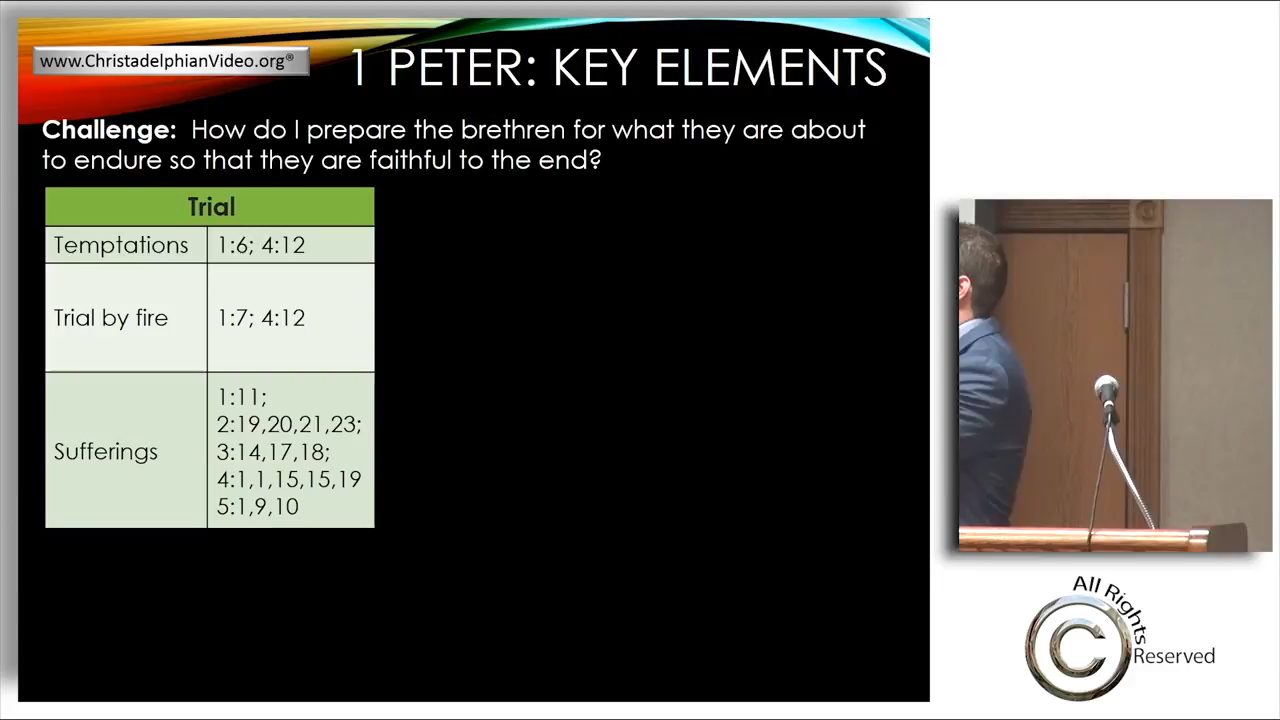 www.ChristadelphianVideo.org®
1 PETER: KEY ELEMENTS
Challenge: How do I prepare the brethren for what they are about
to endure so that they are faithful to the end?
Trial
Temptations 1:6; 4:12
Trial by fire 1:7; 4:12
Sufferings
1:11;
2:19,20,21,23;
3:14,17,18;
4:1,1,15,15,19
5:1,9,10
All Rights
C
Reserved